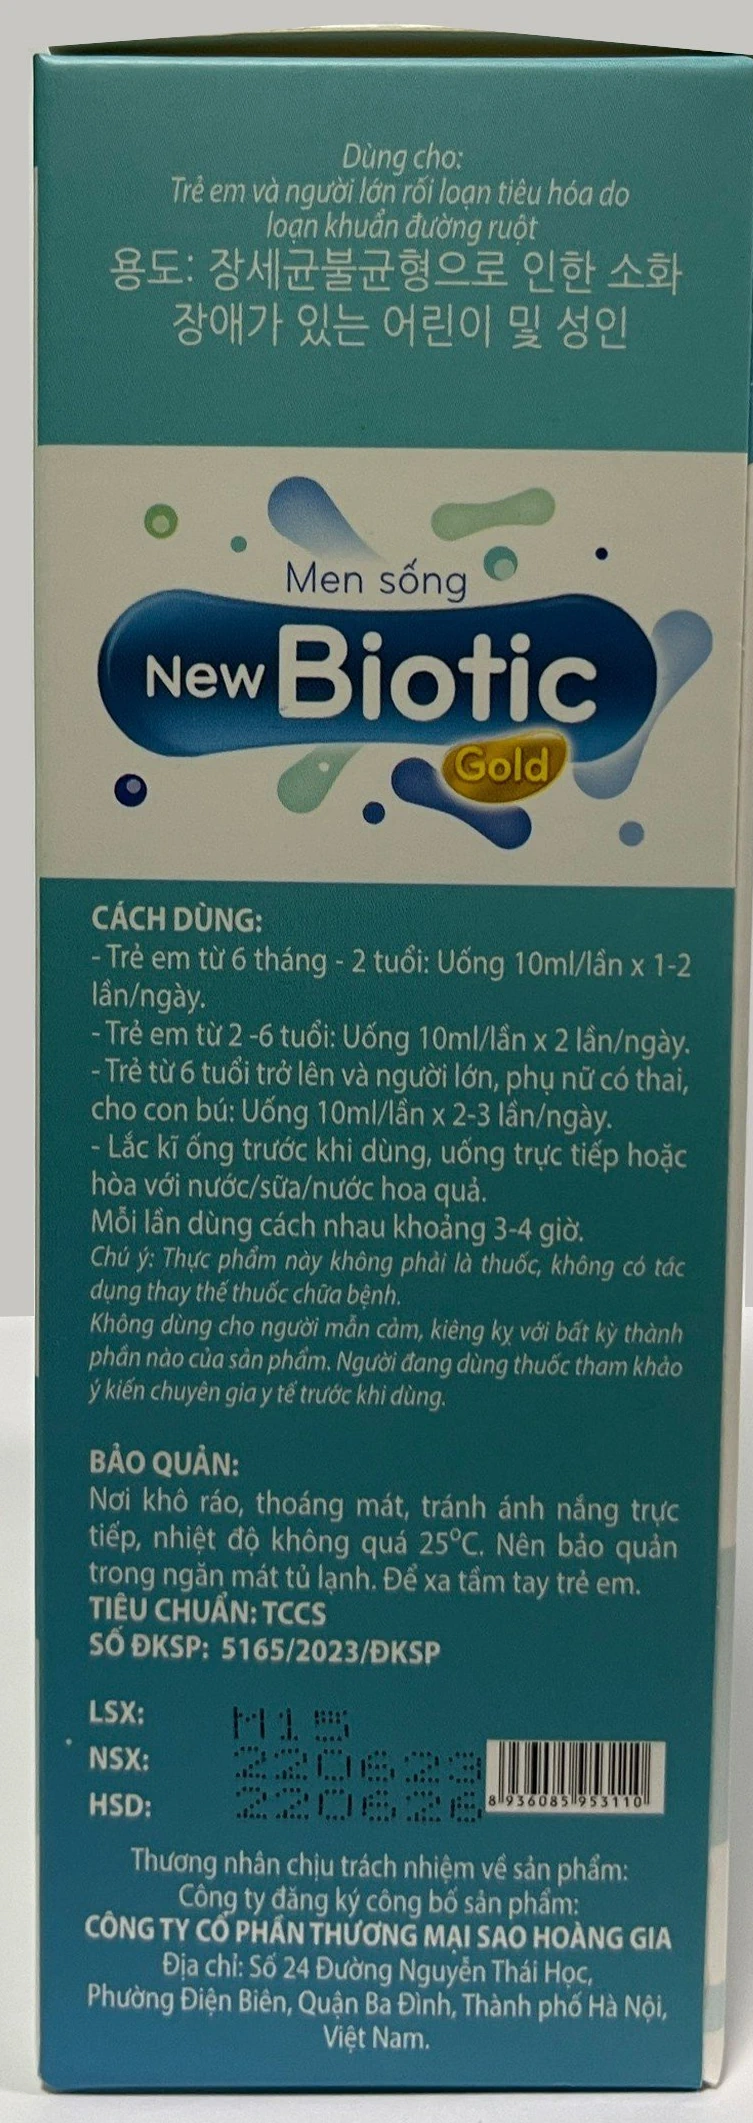 Dùng cho:
Trẻ em và người lớn rối loạn tiêu hóa do
loạn khuẩn đường ruột
용도: 장세균불균형으로 인한 소화
장애가 있는 어린이 및 성인
Men sống
New Biotic
Gold
CÁCH DÙNG:
- Trẻ em từ 6 tháng - 2 tuổi: Uống 10ml/lần x 1-2
lần/ngày.
- Trẻ em từ 2 -6 tuổi: Uống 10ml/lần x 2 lần/ngày.
- Trẻ từ 6 tuổi trở lên và người lớn, phụ nữ có thai,
cho con bú: Uống 10ml/lần x 2-3 lần/ngày.
- Lắc kĩ ống trước khi dùng, uống trực tiếp hoặc
hòa với nước/sữa/nước hoa quả.
Mỗi lần dùng cách nhau khoảng 3-4 giờ.
Chú ý: Thực phẩm này không phải là thuốc, không có tác
dụng thay thế thuốc chữa bệnh.
Không dùng cho người mẫn cảm, kiêng kỵ với bất kỳ thành
phần nào của sản phẩm. Người đang dùng thuốc tham khảo
ý kiến chuyên gia y tế trước khi dùng.
BẢO QUẢN:
Nơi khô ráo, thoáng mát, tránh ánh nắng trực
tiếp, nhiệt độ không quá 25°C. Nên bảo quản
trong ngăn mát tủ lạnh. Để xa tầm tay trẻ em.
TIÊU CHUẨN: TCCS
SỐ ĐKSP: 5165/2023/ĐKSP
LSX: M15
NSX: 220623
HSD: 220626
8 936085 953110
Thương nhân chịu trách nhiệm về sản phẩm:
Công ty đăng ký công bố sản phẩm:
CÔNG TY CỔ PHẦN THƯƠNG MẠI SAO HOÀNG GIA
Địa chỉ: Số 24 Đường Nguyễn Thái Học,
Phường Điện Biên, Quận Ba Đình, Thành phố Hà Nội,
Việt Nam.